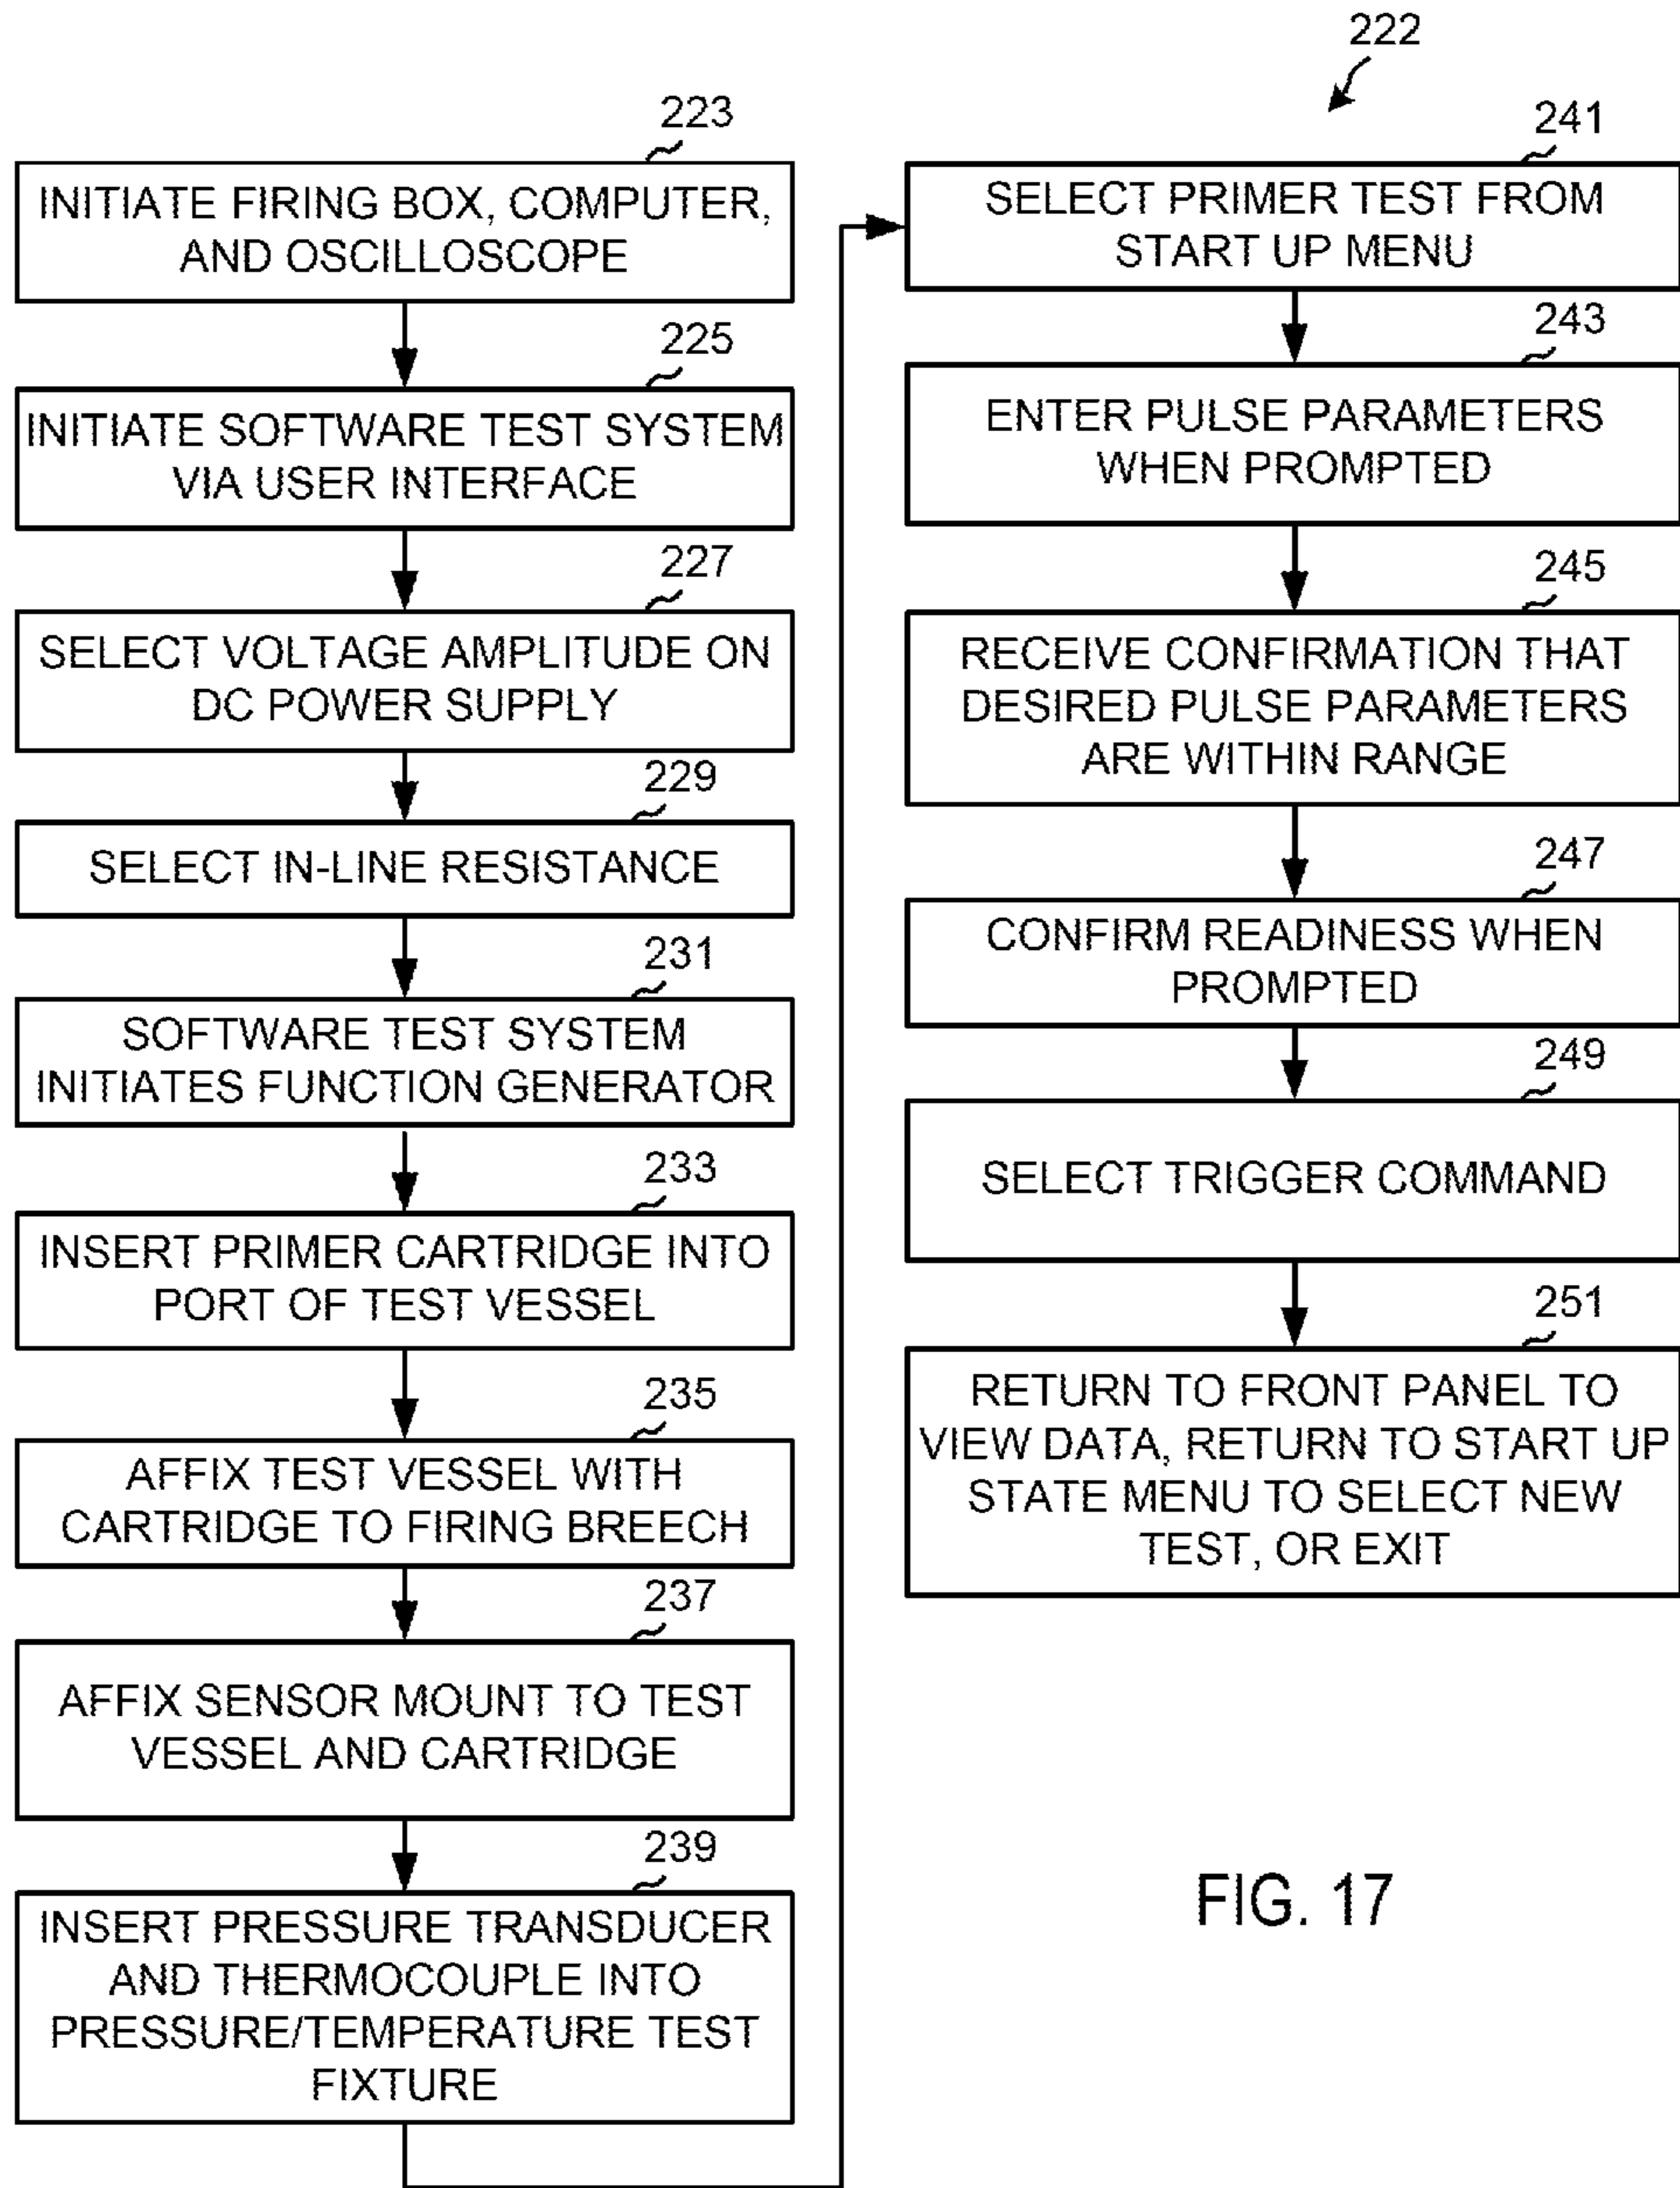 222
223
INITIATE FIRING BOX, COMPUTER,
AND OSCILLOSCOPE
225
INITIATE SOFTWARE TEST SYSTEM
VIA USER INTERFACE
227
SELECT VOLTAGE AMPLITUDE ON
DC POWER SUPPLY
229
SELECT IN-LINE RESISTANCE
231
SOFTWARE TEST SYSTEM
INITIATES FUNCTION GENERATOR
233
INSERT PRIMER CARTRIDGE INTO
PORT OF TEST VESSEL
235
AFFIX TEST VESSEL WITH
CARTRIDGE TO FIRING BREECH
237
AFFIX SENSOR MOUNT TO TEST
VESSEL AND CARTRIDGE
239
INSERT PRESSURE TRANSDUCER
AND THERMOCOUPLE INTO
PRESSURE/TEMPERATURE TEST
FIXTURE
241
SELECT PRIMER TEST FROM
START UP MENU
243
ENTER PULSE PARAMETERS
WHEN PROMPTED
245
RECEIVE CONFIRMATION THAT
DESIRED PULSE PARAMETERS
ARE WITHIN RANGE
247
CONFIRM READINESS WHEN
PROMPTED
249
SELECT TRIGGER COMMAND
251
RETURN TO FRONT PANEL TO
VIEW DATA, RETURN TO START UP
STATE MENU TO SELECT NEW
TEST, OR EXIT
FIG. 17